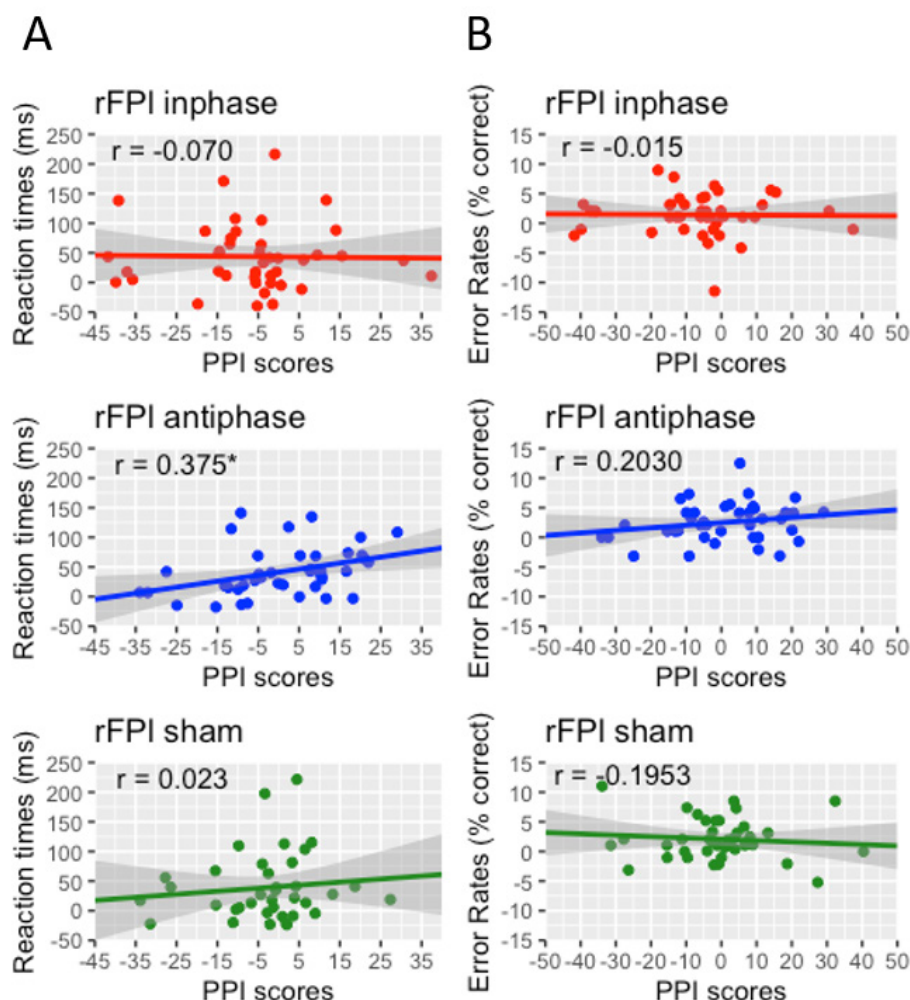 A
B
rFPI inphase
Reaction times (ms)
250
200
150
100
50
0
-50
r = -0.070
-45 -35 -25 -15 -5 5 15 25 35
PPI scores
rFPI inphase
Error Rates (% correct)
15
10
5
0
-5
-10
-15
r = -0.015
-50 -40 -30 -20 -10 0 10 20 30 40 50
PPI scores
rFPI antiphase
Reaction times (ms)
250
200
150
100
50
0
-50
r = 0.375*
-45 -35 -25 -15 -5 5 15 25 35
PPI scores
rFPI antiphase
Error Rates (% correct)
15
10
5
0
-5
-10
-15
r = 0.2030
-50 -40 -30 -20 -10 0 10 20 30 40 50
PPI scores
rFPI sham
Reaction times (ms)
250
200
150
100
50
0
-50
r = 0.023
-45 -35 -25 -15 -5 5 15 25 35
PPI scores
rFPI sham
Error Rates (% correct)
15
10
5
0
-5
-10
-15
r = -0.1953
-50 -40 -30 -20 -10 0 10 20 30 40 50
PPI scores